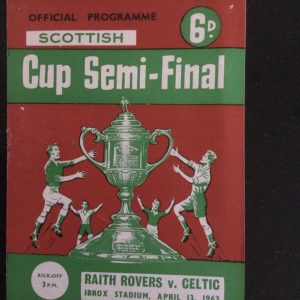 OFFICIAL PROGRAMME
6D.
SCOTTISH
Cup Semi-Final
KICK-OFF
3 P.M.
RAITH ROVERS v. CELTIC
IBROX STADIUM, APRIL 13, 1963